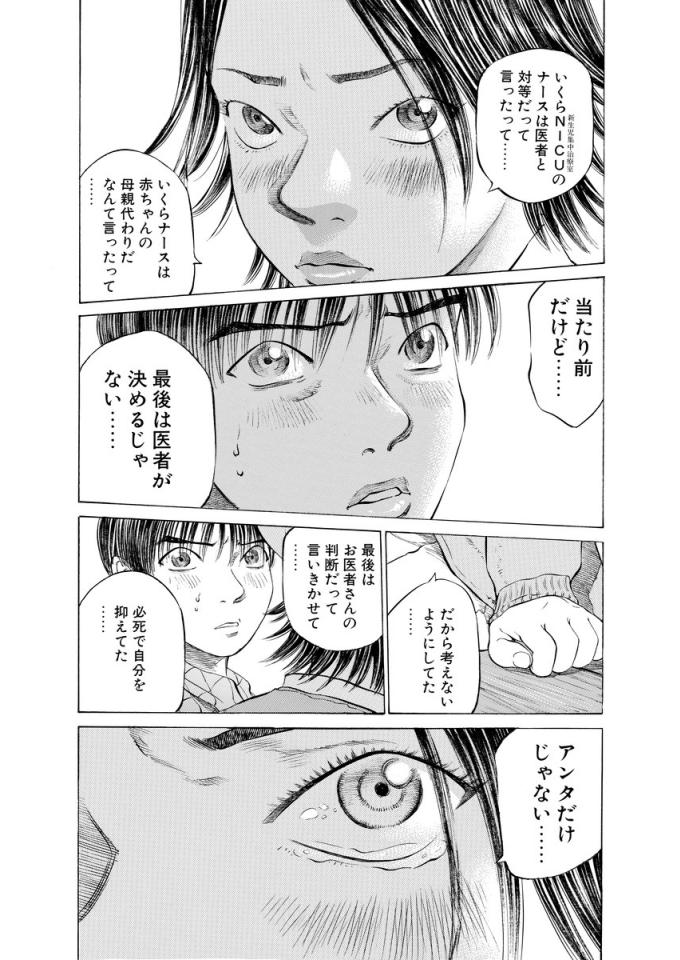 いくらNICUの
新生児集中治療室
ナースは医者と
対等だって
言ったって……
いくらナースは
赤ちゃんの
母親代わりだ
なんて言ったって
……
当たり前
だけど……
最後は医者が
決めるじゃ
ない……
だから考えない
ようにしてた
……
最後は
お医者さんの
判断だって
言いきかせて
……
必死で自分を
抑えてた
……
アンタだけ
じゃない……